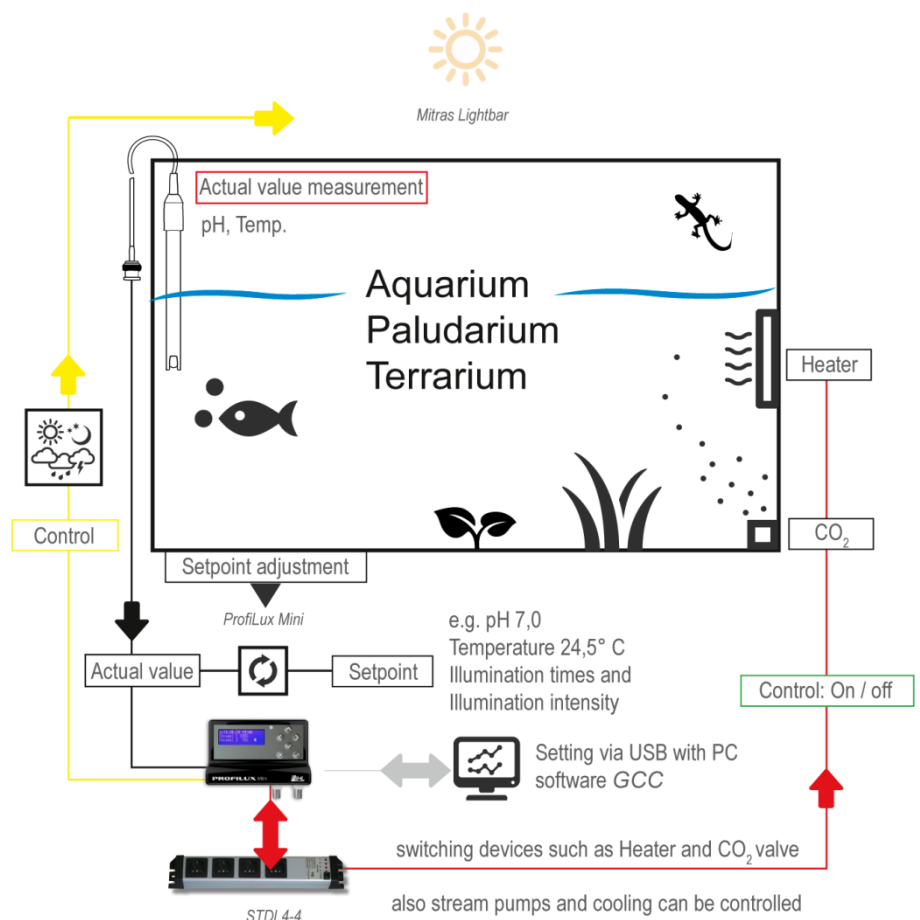 Mitras Lightbar
Actual value measurement
pH, Temp.
Aquarium
Paludarium
Terrarium
Heater
Control
CO₂
Setpoint adjustment
ProfiLux Mini
e.g. pH 7,0
Temperature 24,5° C
Illumination times and
Illumination intensity
Actual value
Setpoint
Control: On / off
Setting via USB with PC
software GCC
PROFILUX MINI
switching devices such as Heater and CO₂ valve
also stream pumps and cooling can be controlled
STDL4-4